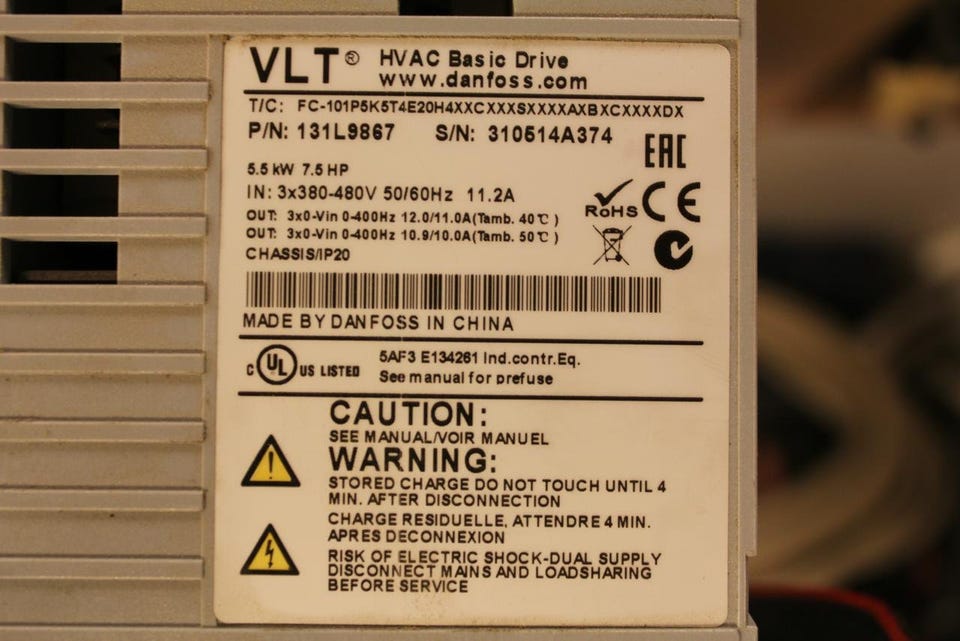 VLT® HVAC Basic Drive
www.danfoss.com
T/C: FC-101P5K5T4E20H4XXCXXXSXXXXAXBXCXXXXDX
P/N: 131L9867 S/N: 310514A374
EAC
5.5 kW 7.5 HP
IN: 3x380-480V 50/60Hz 11.2A
OUT: 3x0-Vin 0-400Hz 12.0/11.0A(Tamb. 40℃)
OUT: 3x0-Vin 0-400Hz 10.9/10.0A(Tamb. 50℃)
RoHS CE
CHASSIS/IP20
MADE BY DANFOSS IN CHINA
C UL US LISTED
5AF3 E134261 Ind.contr.Eq.
See manual for prefuse
CAUTION:
SEE MANUAL/VOIR MANUEL
WARNING:
STORED CHARGE DO NOT TOUCH UNTIL 4
MIN. AFTER DISCONNECTION
CHARGE RESIDUELLE, ATTENDRE 4 MIN.
APRES DECONNEXION
RISK OF ELECTRIC SHOCK-DUAL SUPPLY
DISCONNECT MAINS AND LOADSHARING
BEFORE SERVICE